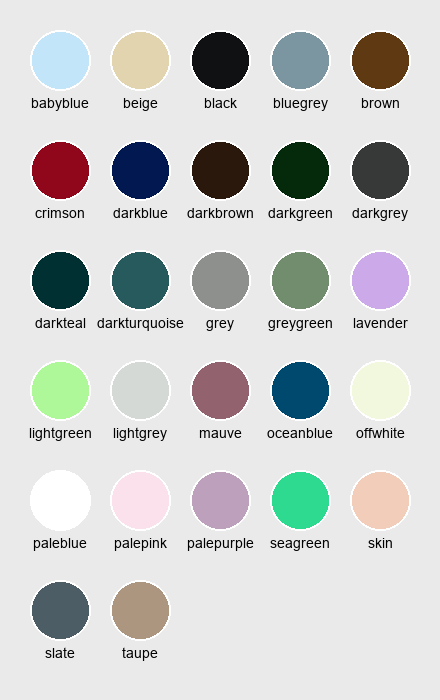 babyblue beige black bluegrey brown
crimson darkblue darkbrown darkgreen darkgrey
darkteal darkturquoise grey greygreen lavender
lightgreen lightgrey mauve oceanblue offwhite
paleblue palepink palepurple seagreen skin
slate taupe